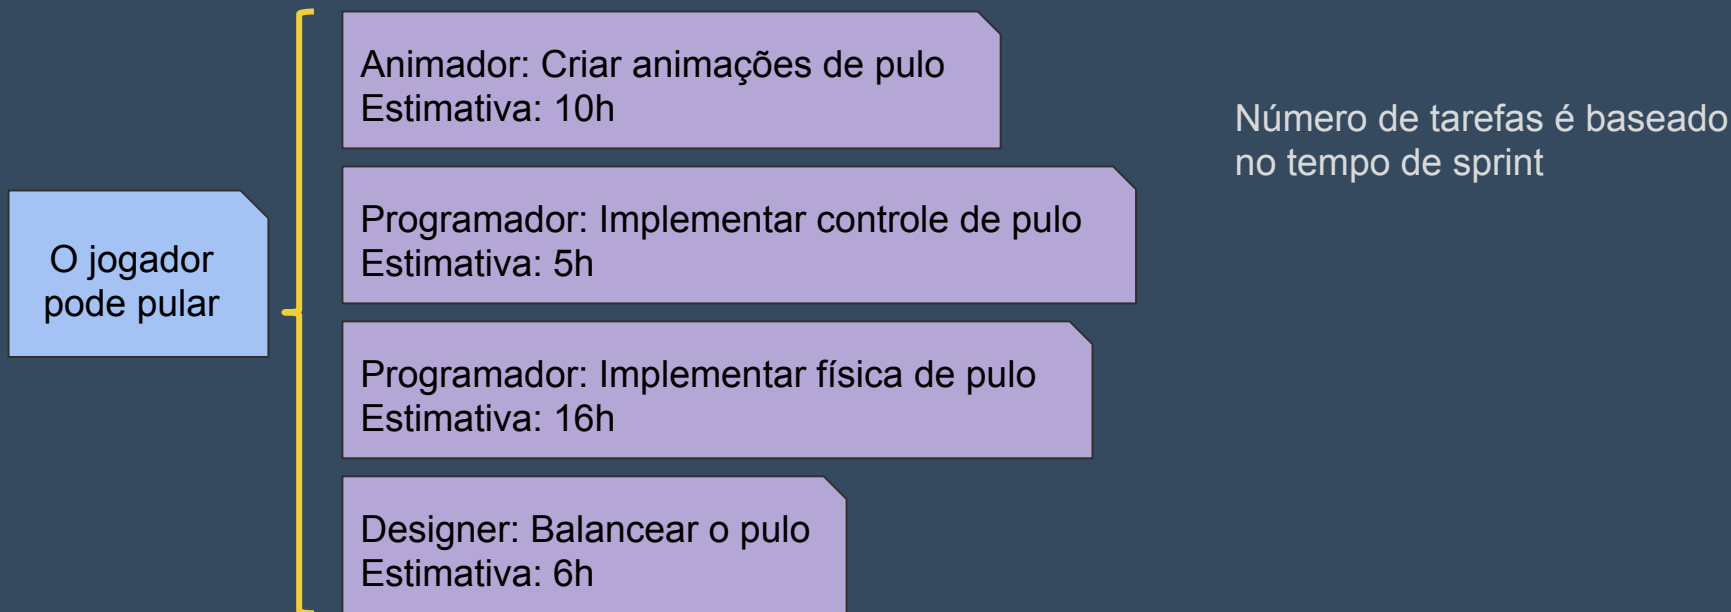 O jogador
pode pular
Animador: Criar animações de pulo
Estimativa: 10h
Programador: Implementar controle de pulo
Estimativa: 5h
Programador: Implementar física de pulo
Estimativa: 16h
Designer: Balancear o pulo
Estimativa: 6h
Número de tarefas é baseado
no tempo de sprint